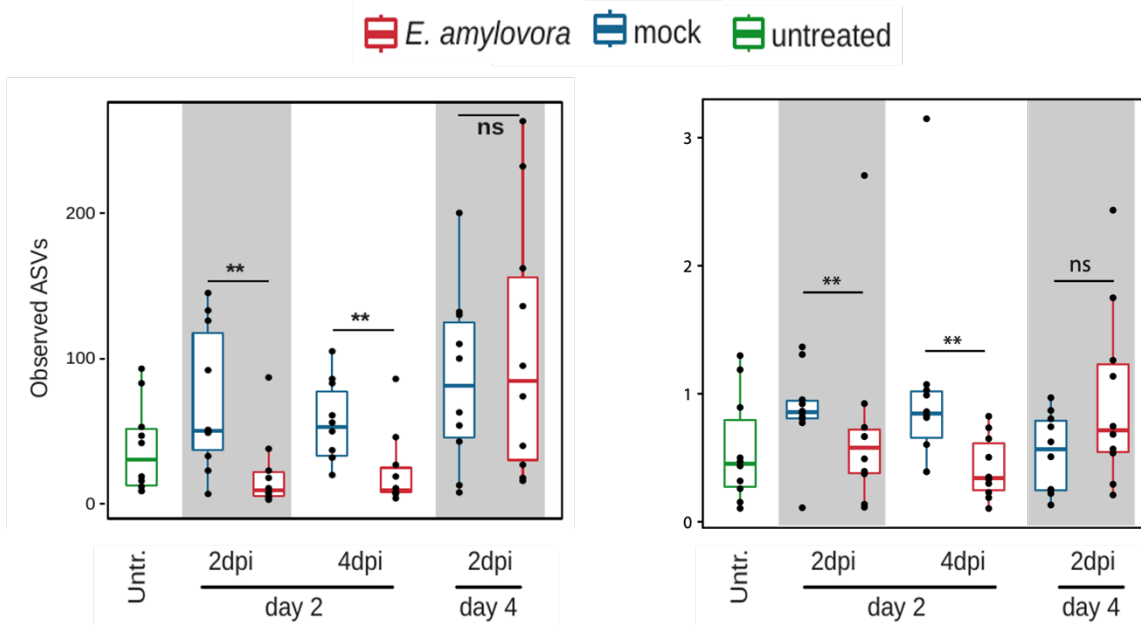 E. amylovora mock untreated
Observed ASVs
200
100
0
**
**
ns
Untr.
2dpi 4dpi 2dpi
day 2 day 4
3
2
1
0
**
**
ns
Untr.
2dpi 4dpi 2dpi
day 2 day 4